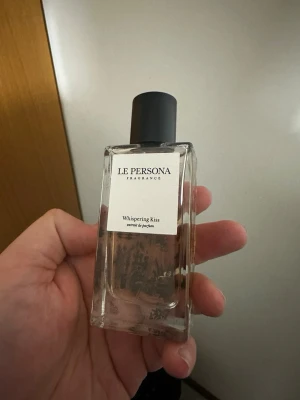 LE PERSONA
FRAGRANCE
Whispering Kiss
extrait de parfum